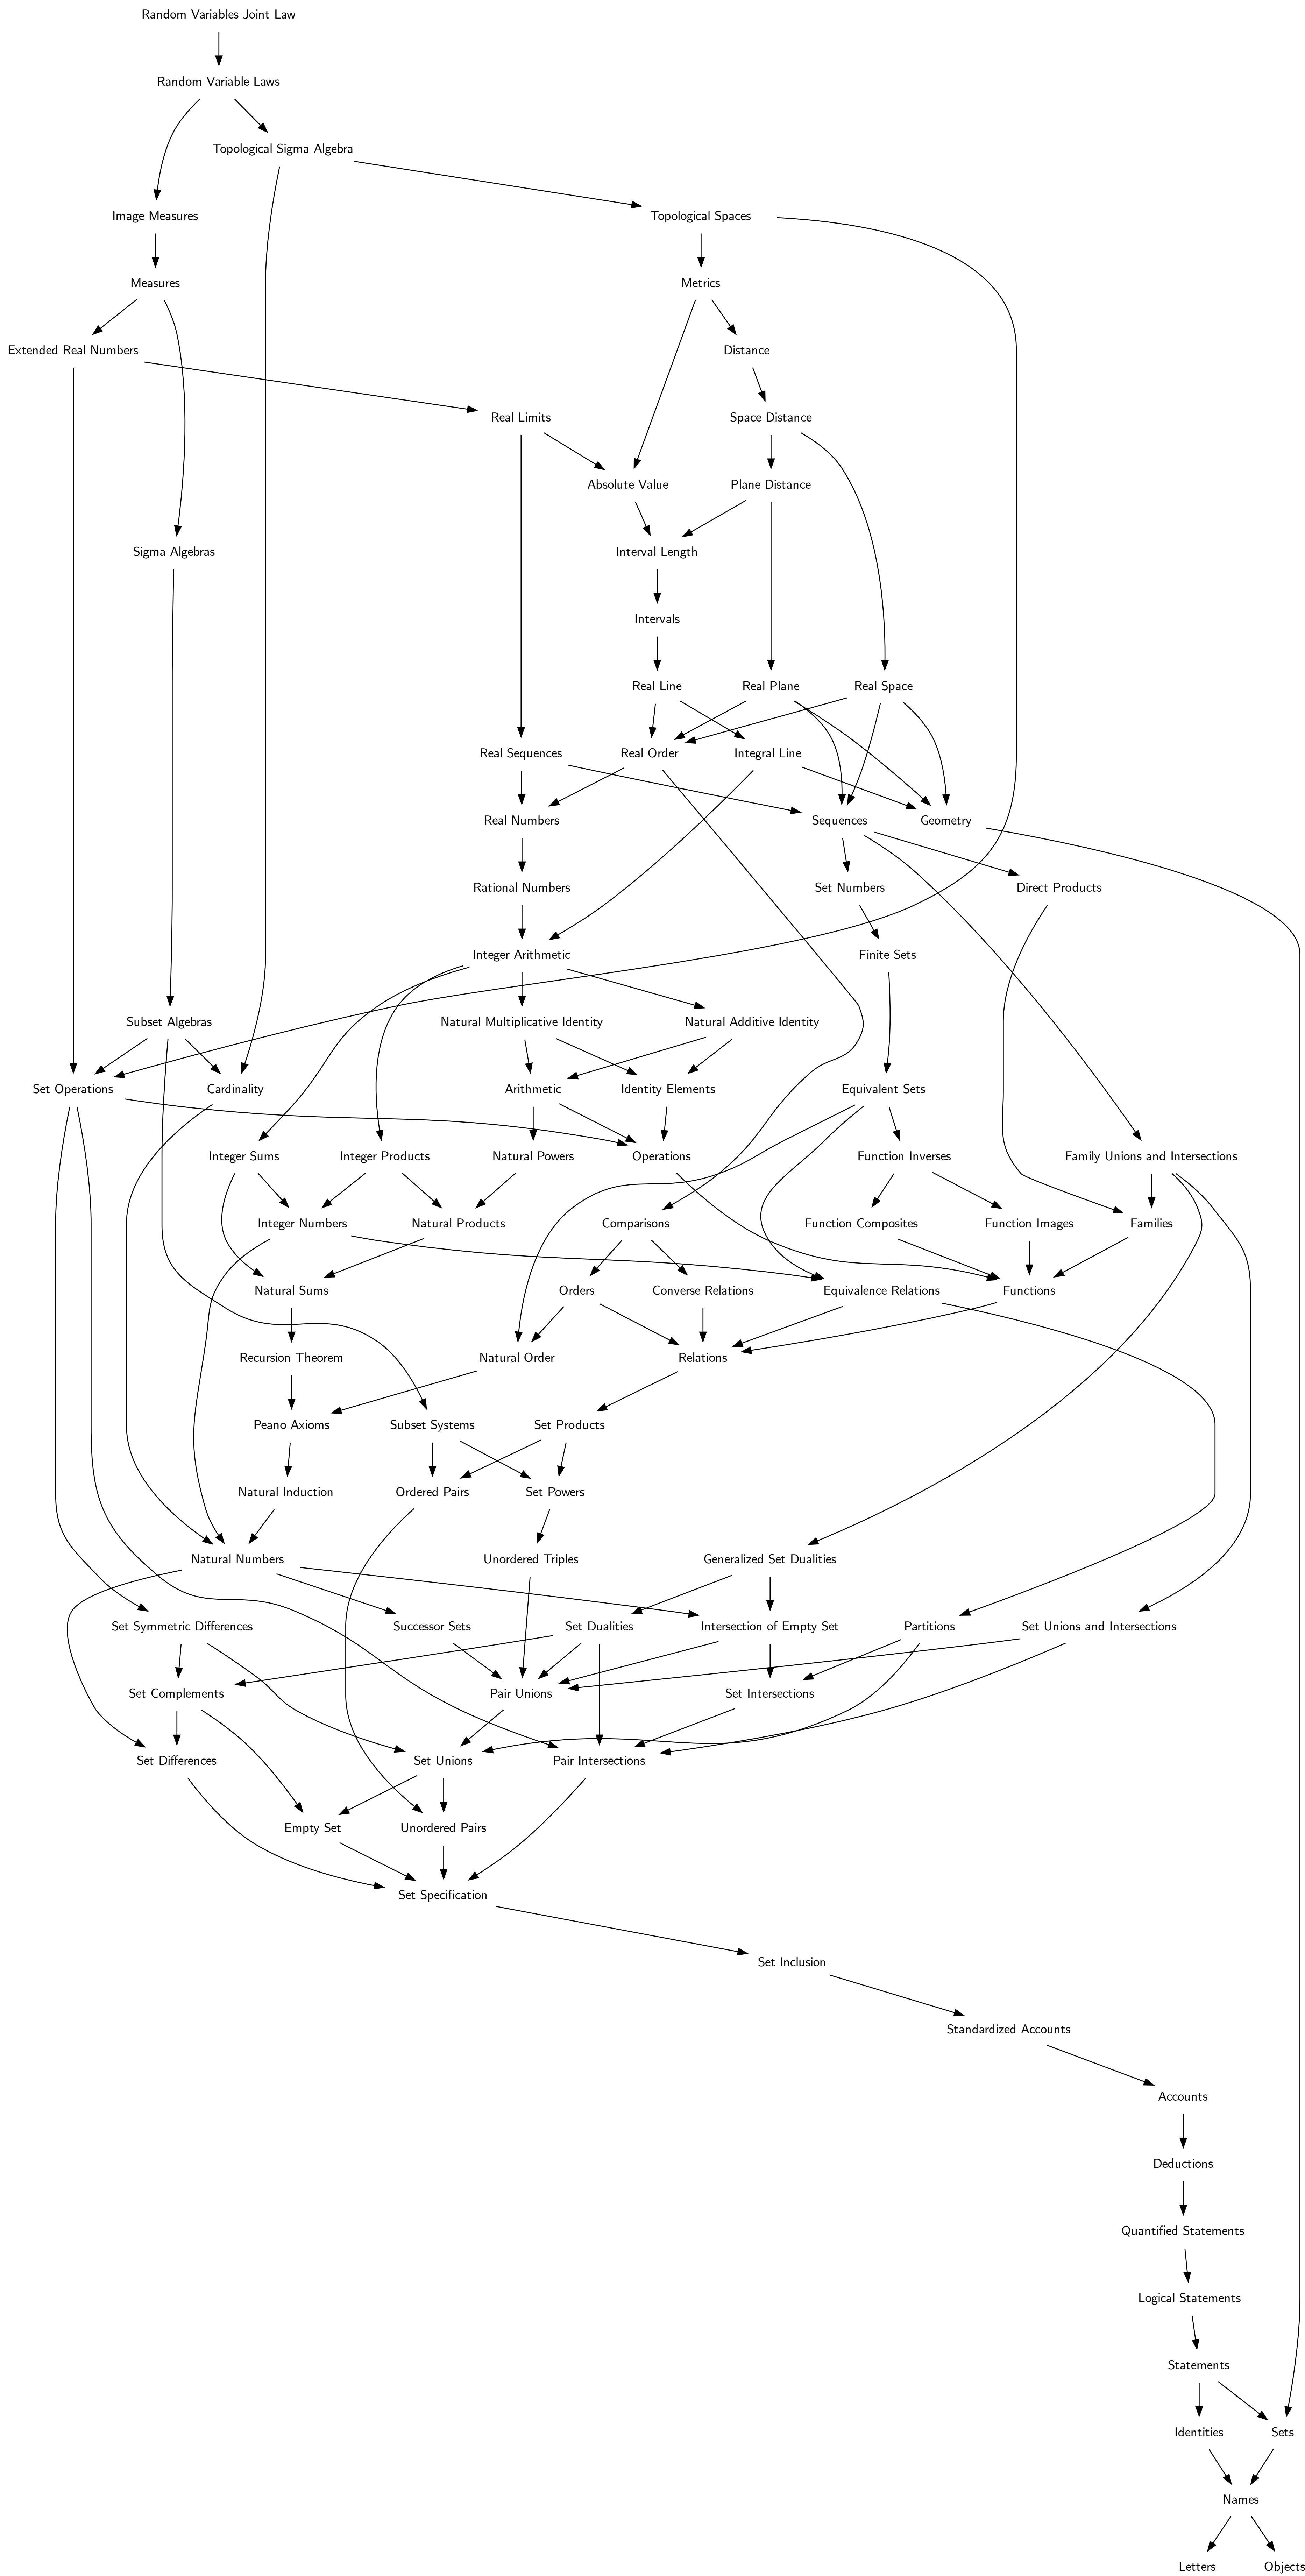 Random Variables Joint Law
Random Variable Laws
Topological Sigma Algebra
Image Measures
Topological Spaces
Measures
Metrics
Extended Real Numbers
Distance
Real Limits
Space Distance
Absolute Value
Plane Distance
Sigma Algebras
Interval Length
Intervals
Real Line
Real Plane
Real Space
Real Sequences
Real Order
Integral Line
Real Numbers
Sequences
Geometry
Rational Numbers
Set Numbers
Direct Products
Integer Arithmetic
Finite Sets
Subset Algebras
Natural Multiplicative Identity
Natural Additive Identity
Set Operations
Cardinality
Arithmetic
Identity Elements
Equivalent Sets
Integer Sums
Integer Products
Natural Powers
Operations
Function Inverses
Family Unions and Intersections
Integer Numbers
Natural Products
Comparisons
Function Composites
Function Images
Families
Natural Sums
Orders
Converse Relations
Equivalence Relations
Functions
Recursion Theorem
Natural Order
Relations
Peano Axioms
Subset Systems
Set Products
Natural Induction
Ordered Pairs
Set Powers
Natural Numbers
Unordered Triples
Generalized Set Dualities
Set Symmetric Differences
Successor Sets
Set Dualities
Intersection of Empty Set
Partitions
Set Unions and Intersections
Set Complements
Pair Unions
Set Intersections
Set Differences
Set Unions
Pair Intersections
Empty Set
Unordered Pairs
Set Specification
Set Inclusion
Standardized Accounts
Accounts
Deductions
Quantified Statements
Logical Statements
Statements
Identities
Sets
Names
Letters
Objects